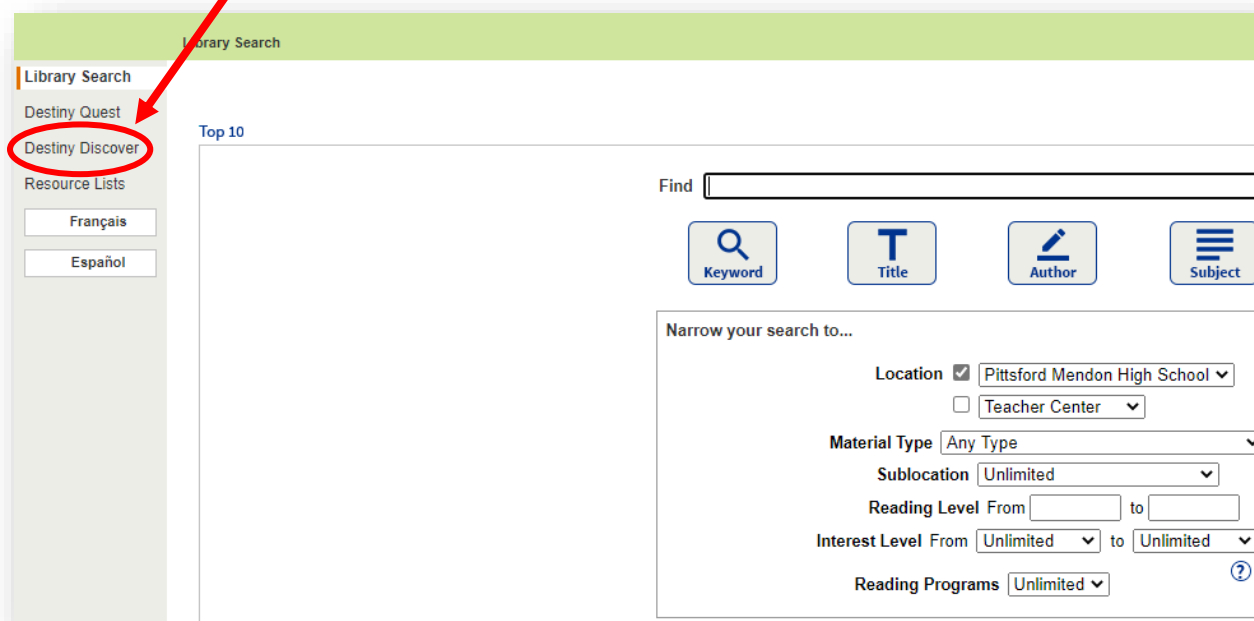 Library Search
Library Search
Destiny Quest
Destiny Discover
Resource Lists
Français
Español
Top 10
Find
Keyword Title Author Subject
Narrow your search to...
Location Pittsford Mendon High School
Teacher Center
Material Type Any Type
Sublocation Unlimited
Reading Level From to
Interest Level From Unlimited to Unlimited
?
Reading Programs Unlimited